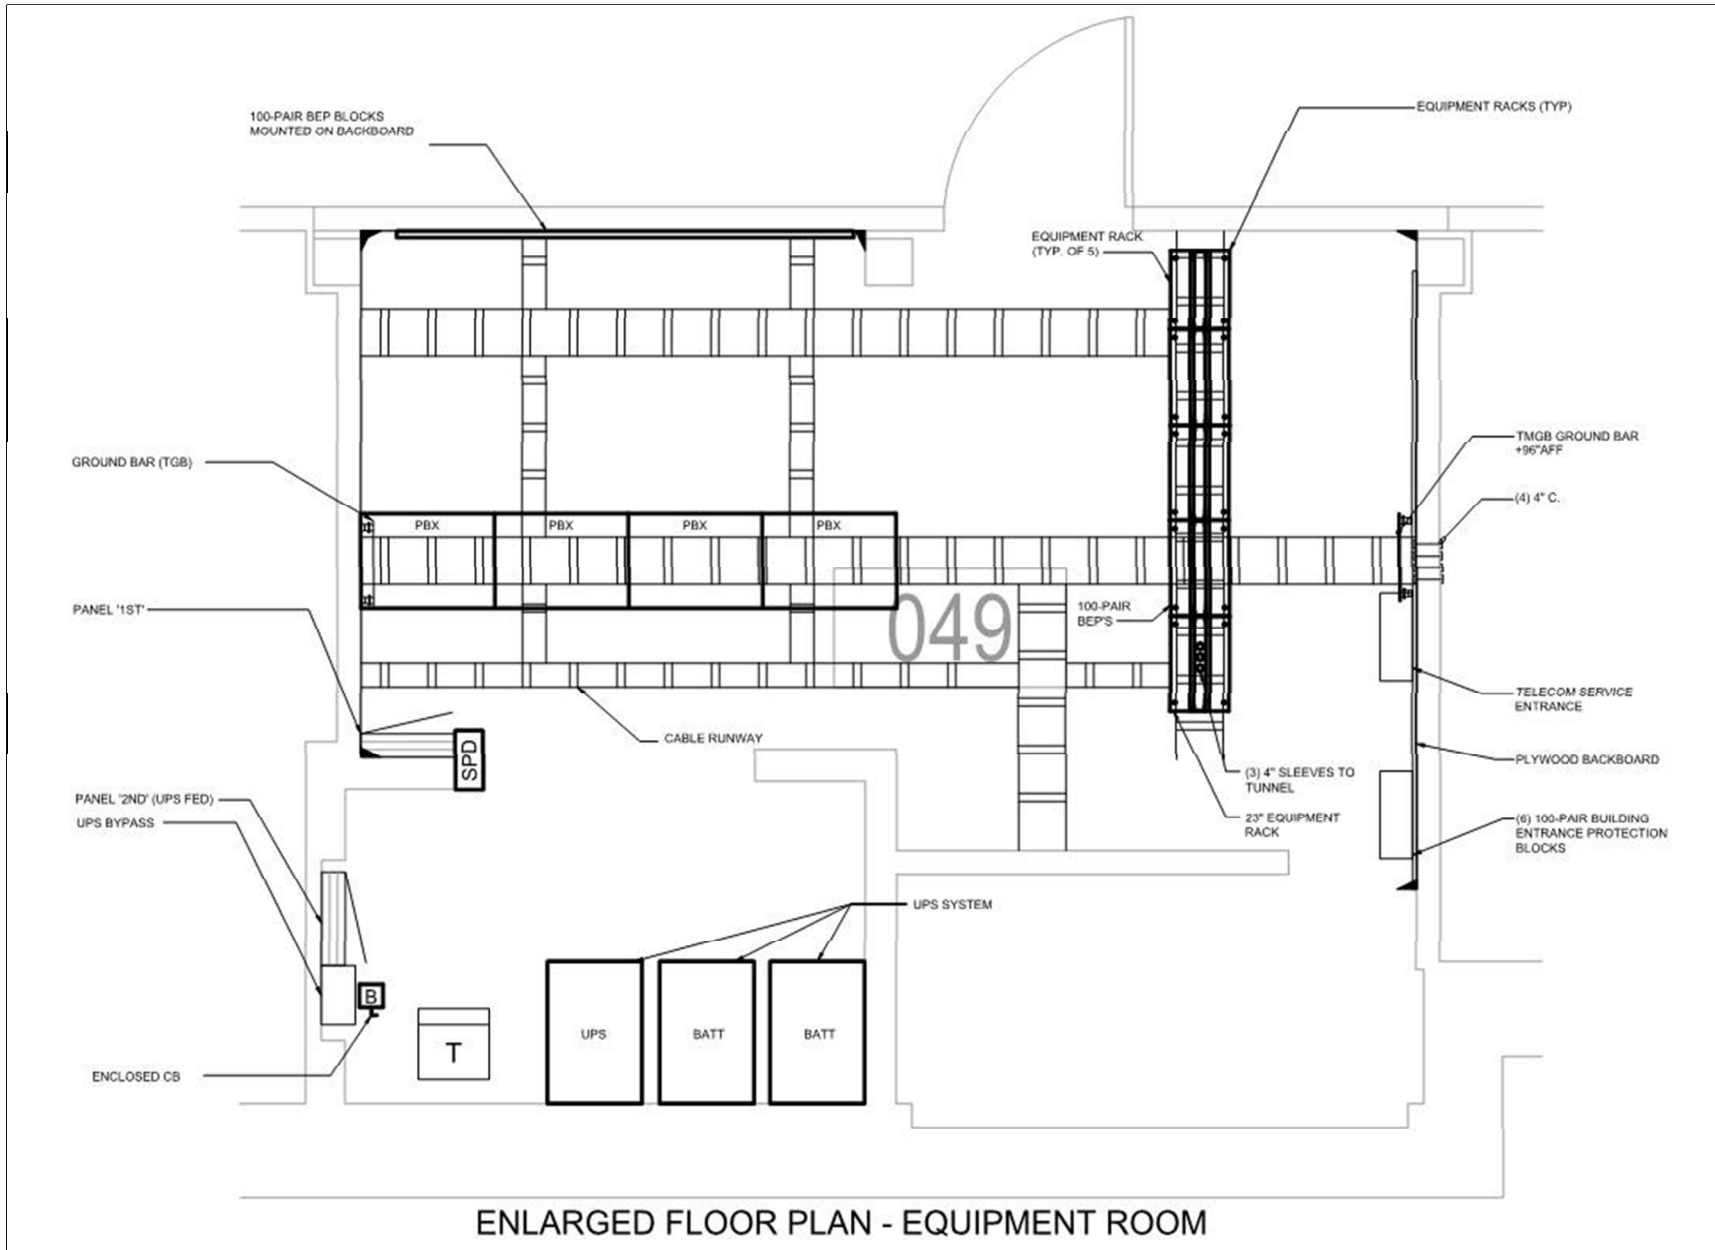 100-PAIR BEP BLOCKS
MOUNTED ON BACKBOARD
EQUIPMENT RACKS (TYP)
EQUIPMENT RACK
(TYP. OF 5)
GROUND BAR (TGB)
TMGB GROUND BAR
+96"AFF
(4) 4" C.
PBX
PBX
PBX
PBX
049
100-PAIR
BEP'S
PANEL '1ST'
SPD
CABLE RUNWAY
TELECOM SERVICE
ENTRANCE
PLYWOOD BACKBOARD
(3) 4" SLEEVES TO
TUNNEL
23" EQUIPMENT
RACK
(6) 100-PAIR BUILDING
ENTRANCE PROTECTION
BLOCKS
PANEL '2ND' (UPS FED)
UPS BYPASS
UPS SYSTEM
B
T
UPS
BATT
BATT
ENCLOSED CB
ENLARGED FLOOR PLAN - EQUIPMENT ROOM